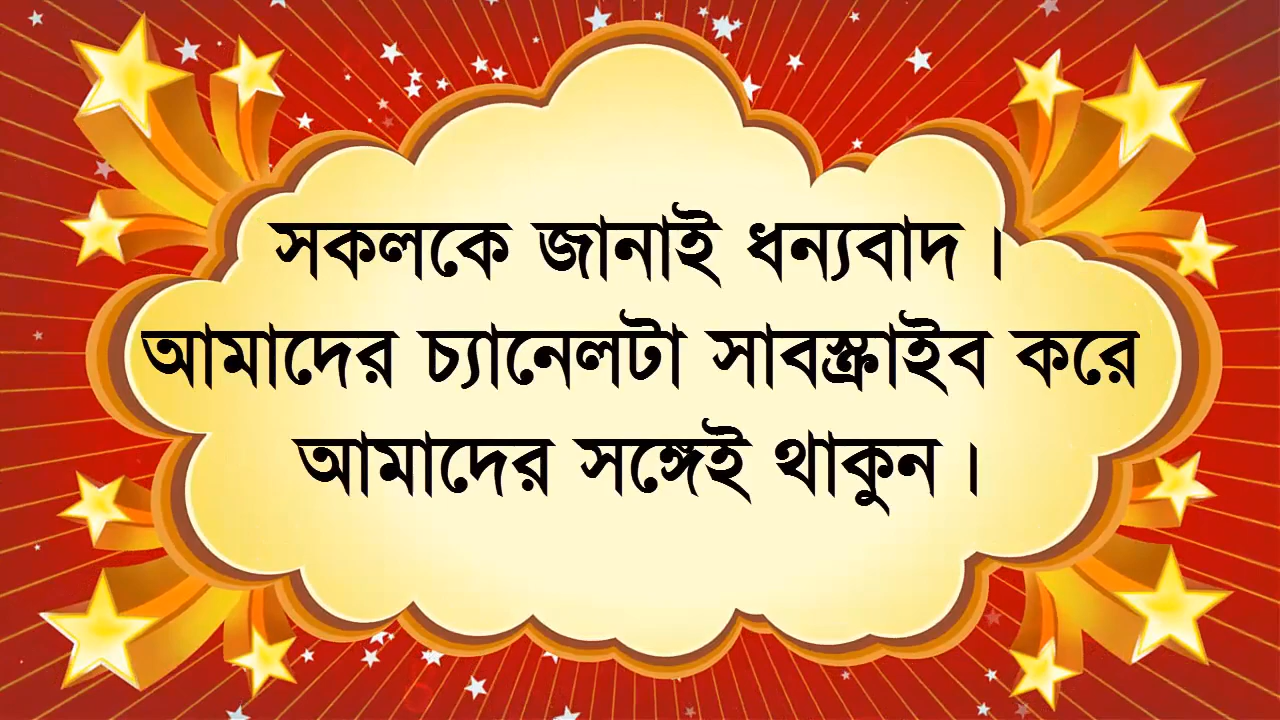 সকলকে জানাই ধন্যবাদ।
আমাদের চ্যানেলটা সাবস্ক্রাইব করে
আমাদের সঙ্গেই থাকুন।